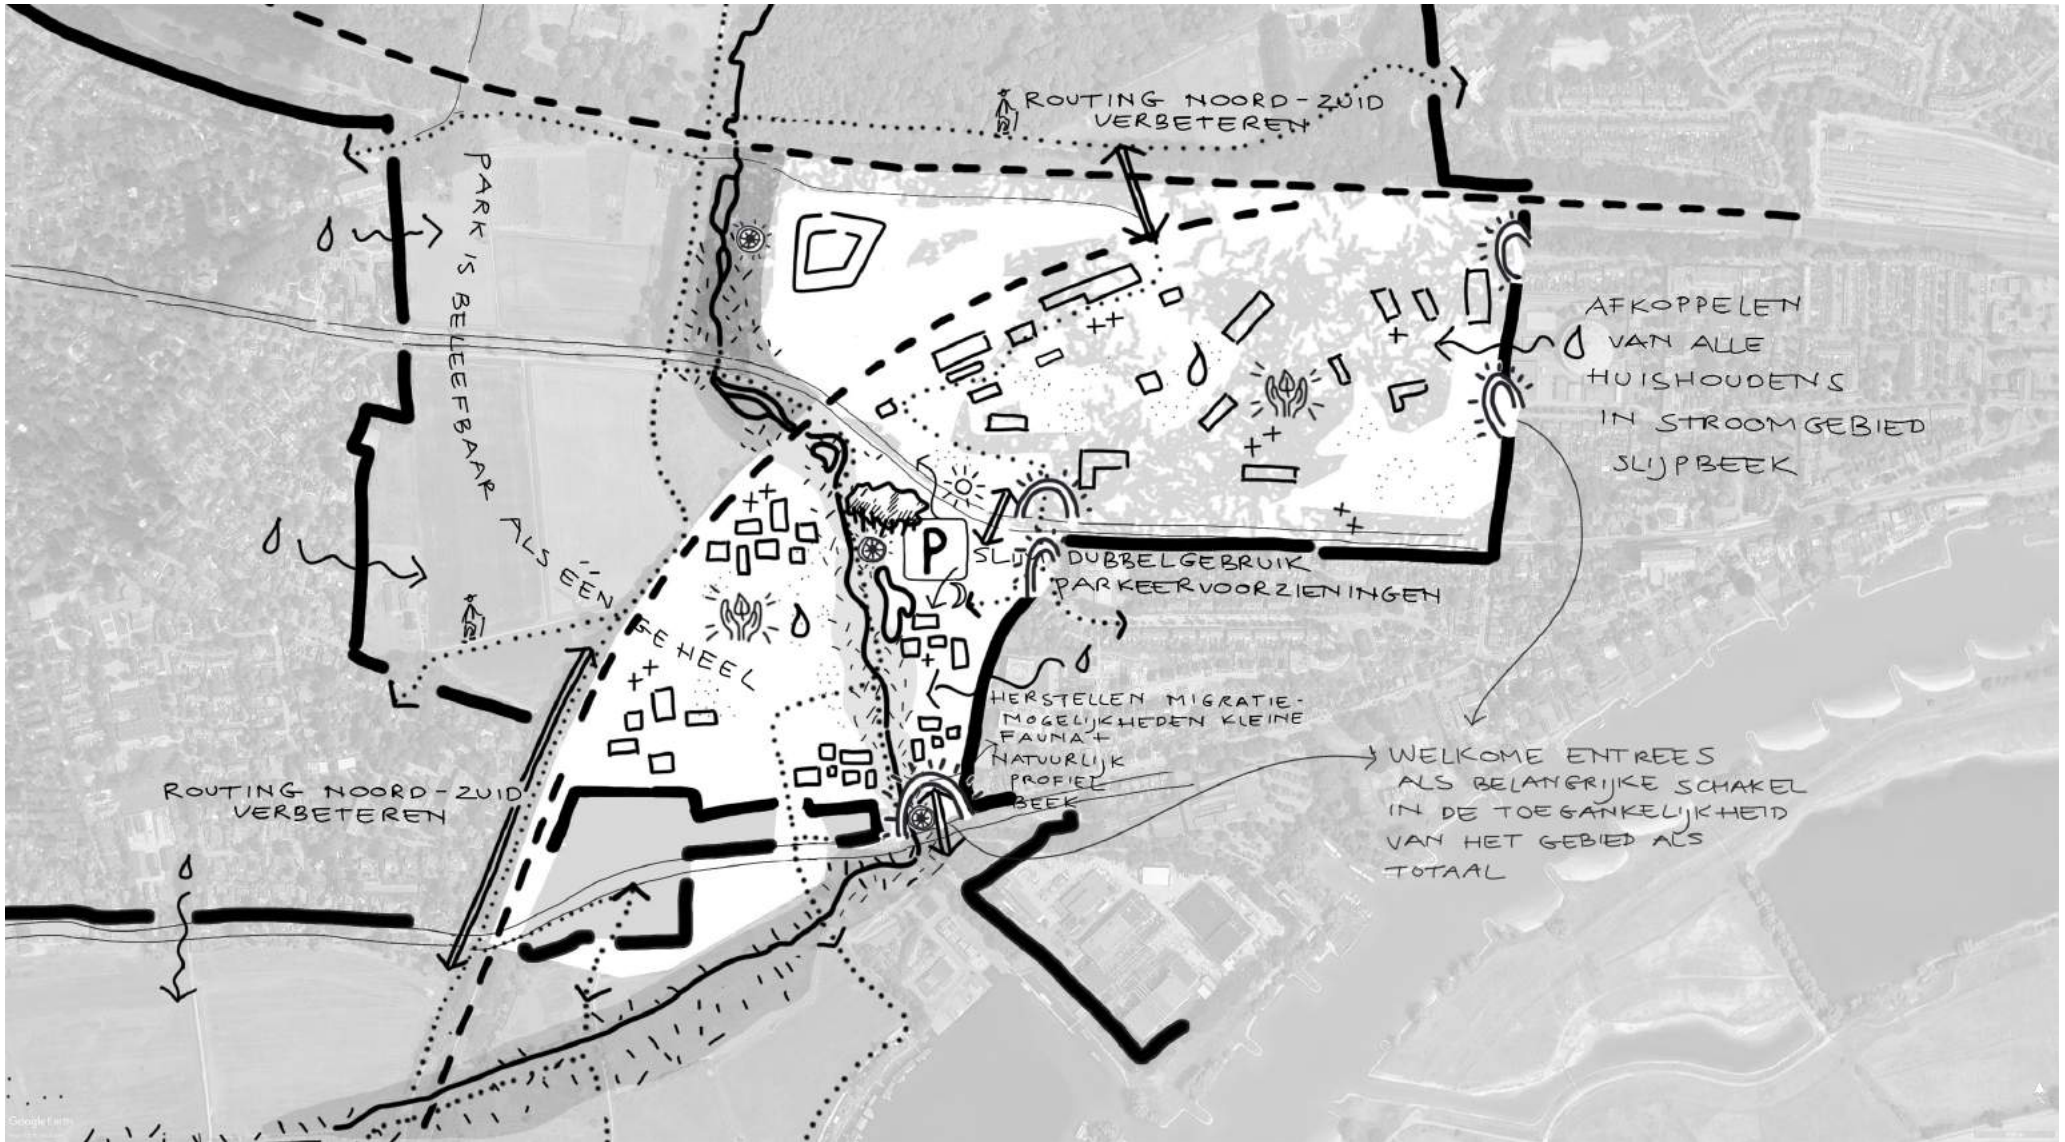 ROUTING NOORD-ZUID
VERBETEREN
PARK IS BELEEFBAAR ALS ÉÉN GEHEEL
AFKOPPELEN
VAN ALLE
HUISHOUDENS
IN STROOMGEBIED
SLIJPBEEK
P
SLIJ
DUBBELGEBRUIK
PARKEERVOORZIENINGEN
HERSTELLEN MIGRATIE-
MOGELIJKHEDEN KLEINE
FAUNA +
NATUURLIJK
PROFIEL
BEEK
WELKOME ENTREES
ALS BELANGRIJKE SCHAKEL
IN DE TOEGANKELIJKHEID
VAN HET GEBIED ALS
TOTAAL
ROUTING NOORD-ZUID
VERBETEREN
Google Earth